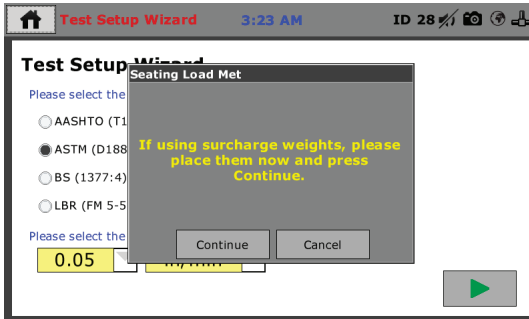 Test Setup Wizard 3:23 AM ID 28
Test Setup Wizard
Seating Load Met
Please select the
AASHTO (T1
ASTM (D188
BS (1377:4)
LBR (FM 5-5
If using surcharge weights, please
place them now and press
Continue.
Please select the
Continue Cancel
0.05 in/min